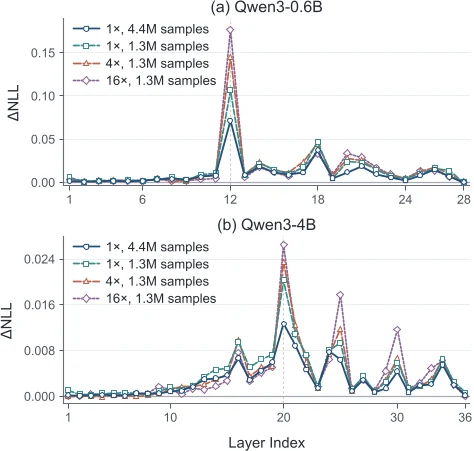 (a) Qwen3-0.6B
1×, 4.4M samples
1×, 1.3M samples
4×, 1.3M samples
16×, 1.3M samples
ΔNLL
0.15
0.10
0.05
0.00
1 6 12 18 24 28
(b) Qwen3-4B
1×, 4.4M samples
1×, 1.3M samples
4×, 1.3M samples
16×, 1.3M samples
ΔNLL
0.024
0.016
0.008
0.000
1 10 20 30 36
Layer Index